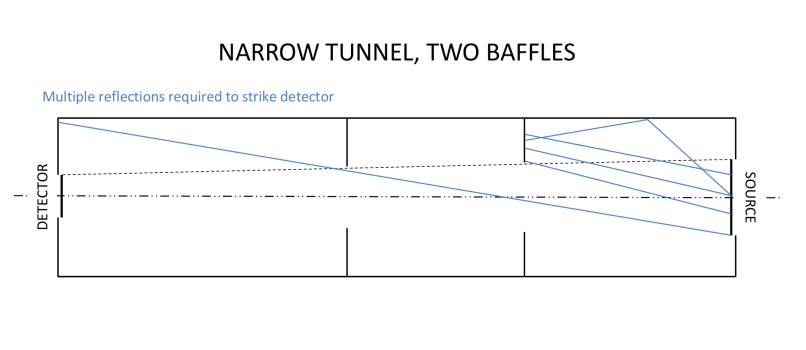 NARROW TUNNEL, TWO BAFFLES
Multiple reflections required to strike detector
DETECTOR
SOURCE